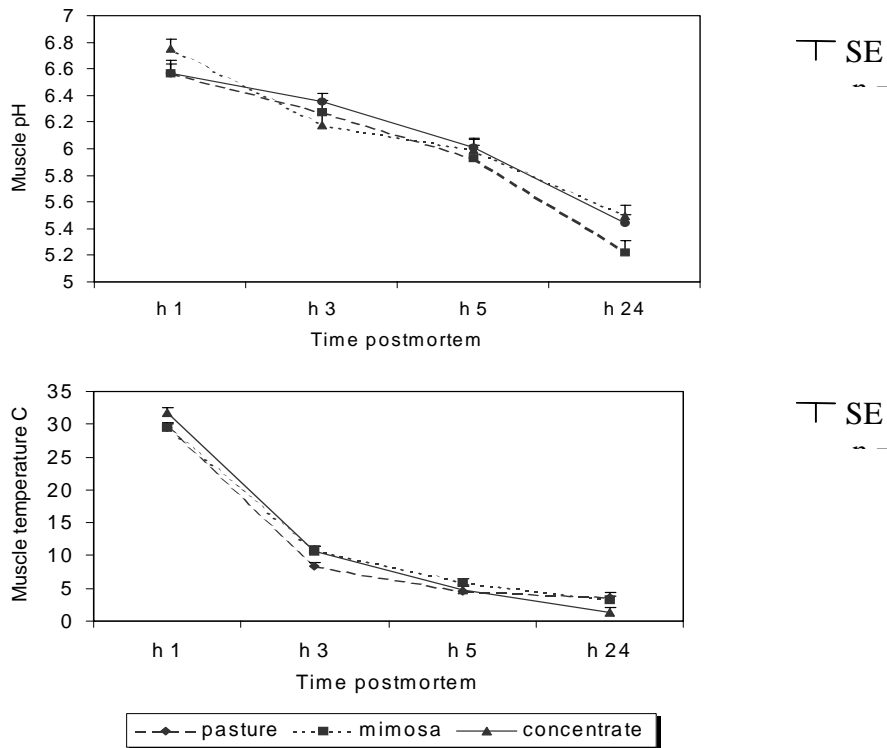 7
6.8
6.6
6.4
6.2
6
5.8
5.6
5.4
5.2
5
Muscle pH
h 1 h 3 h 5 h 24
Time postmortem
SE
35
30
25
20
15
10
5
0
Muscle temperature C
h 1 h 3 h 5 h 24
Time postmortem
SE
pasture mimosa concentrate